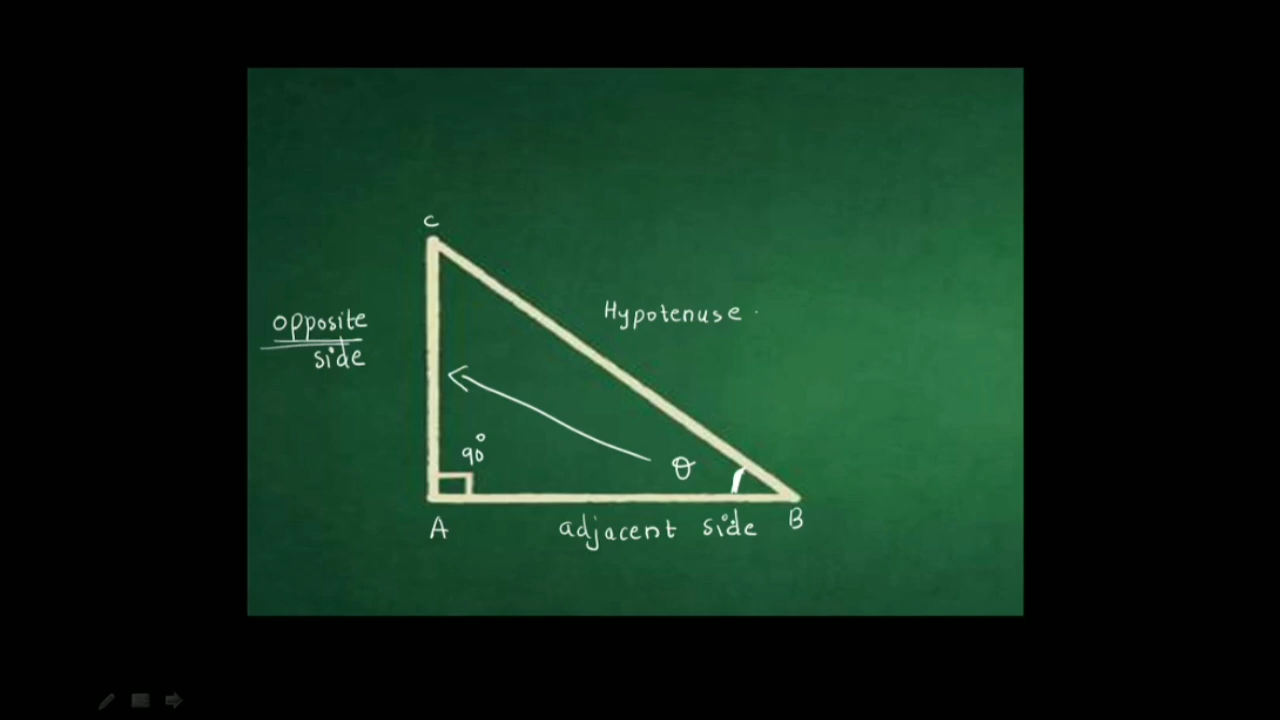 C
Hypotenuse
opposite
side
90°
θ
A
adjacent side
B